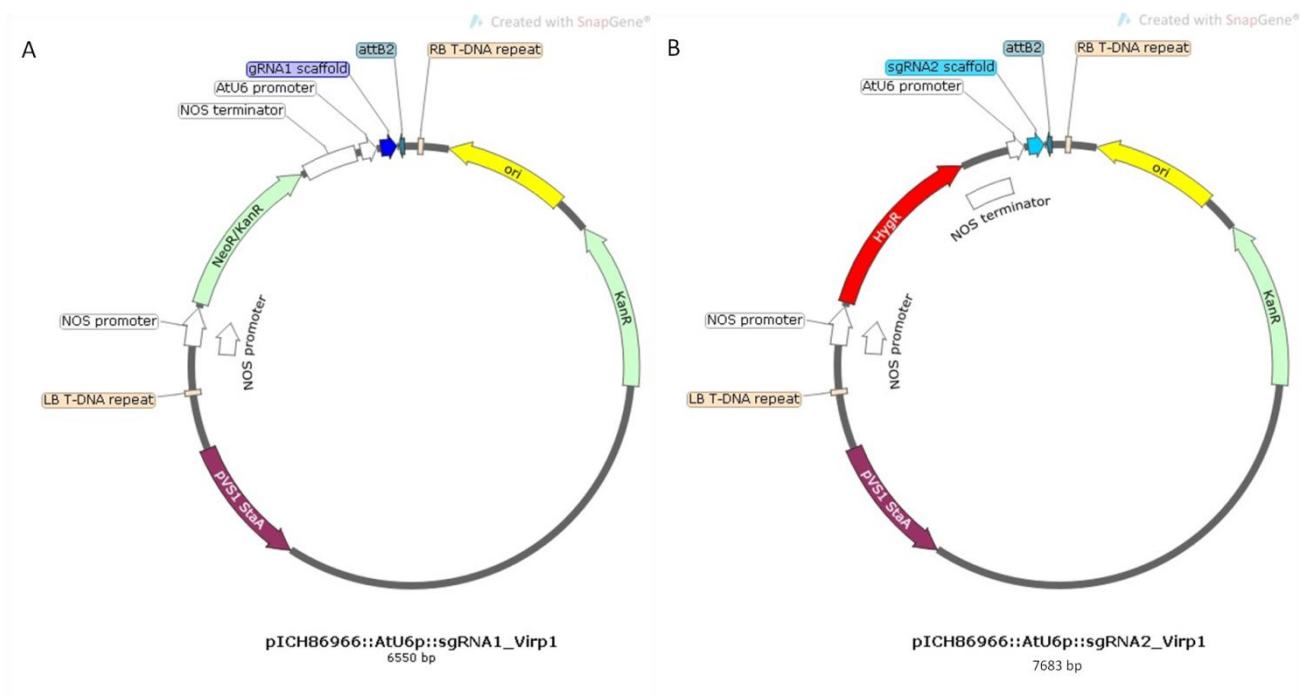 Created with SnapGene®
A
attB2
RB T-DNA repeat
gRNA1 scaffold
AtU6 promoter
NOS terminator
ori
NeoR/KanR
KanR
NOS promoter
NOS promoter
LB T-DNA repeat
pVS1 StaA
pICH86966::AtU6p::sgRNA1_Virp1
6550 bp
Created with SnapGene®
B
attB2
RB T-DNA repeat
sgRNA2 scaffold
AtU6 promoter
ori
NOS terminator
HygR
KanR
NOS promoter
NOS promoter
LB T-DNA repeat
pVS1 StaA
pICH86966::AtU6p::sgRNA2_Virp1
7683 bp